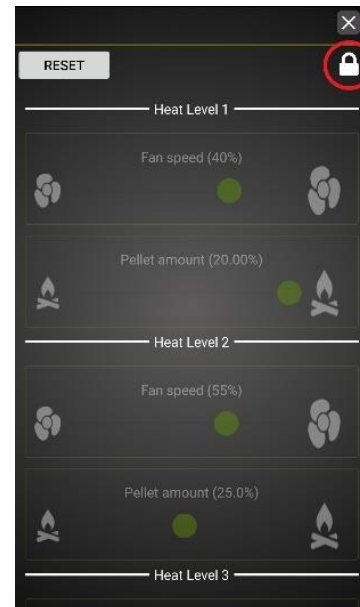 RESET
Heat Level 1
Fan speed (40%)
Pellet amount (20.00%)
Heat Level 2
Fan speed (55%)
Pellet amount (25.0%)
Heat Level 3